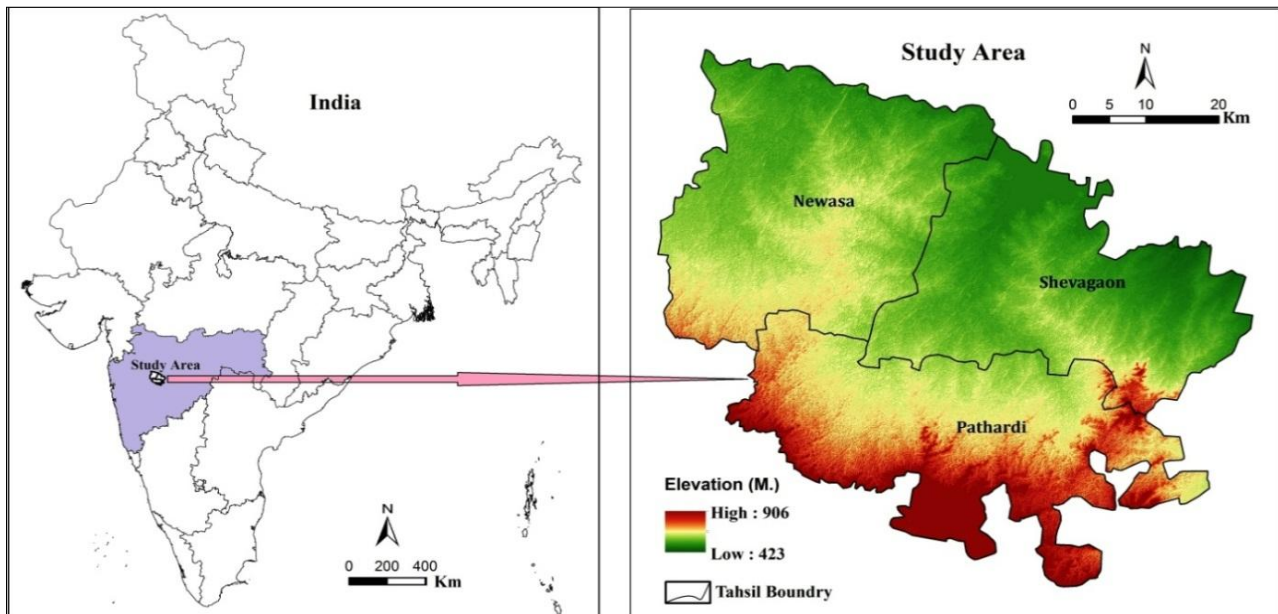 India
Study Area
N
0 200 400
Km
Study Area
N
0 5 10 20
Km
Newasa
Shevagaon
Pathardi
Elevation (M.)
High : 906
Low : 423
Tahsil Boundry